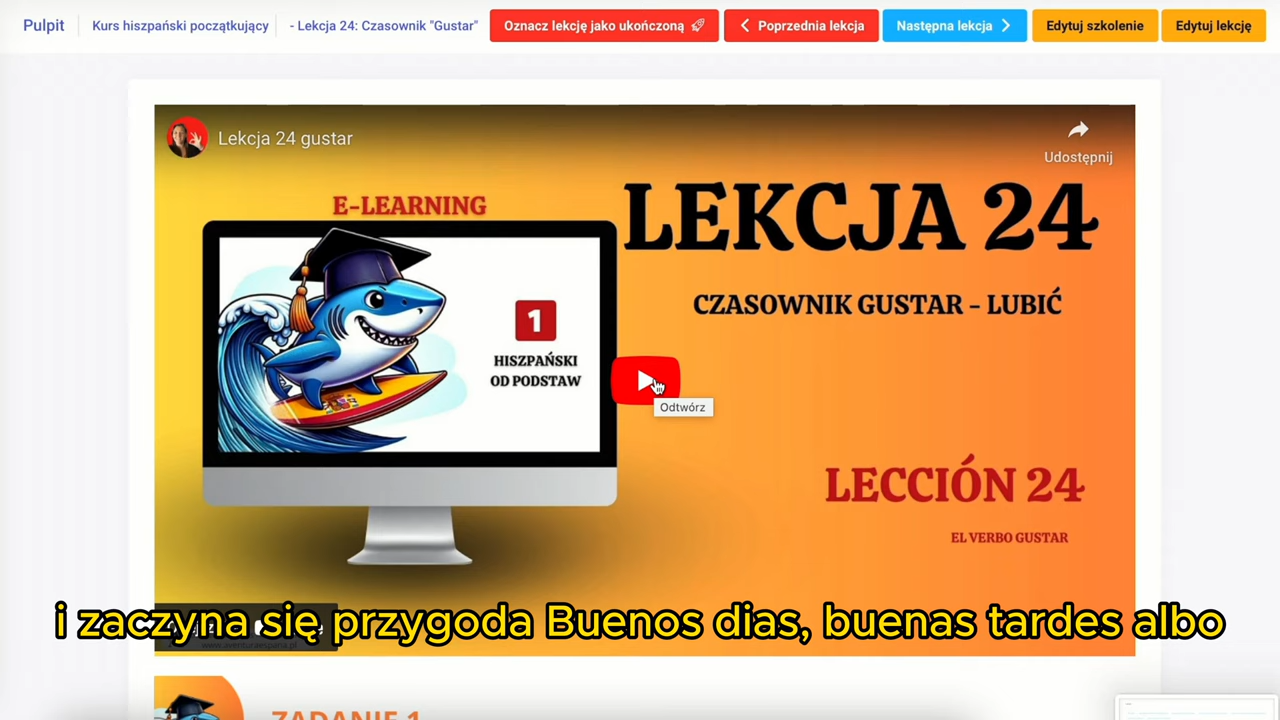 Pulpit
Kurs hiszpański początkujący
- Lekcja 24: Czasownik "Gustar"
Oznacz lekcję jako ukończoną
Poprzednia lekcja
Następna lekcja
Edytuj szkolenie
Edytuj lekcję
Lekcja 24 gustar
Udostępnij
E-LEARNING
LEKCJA 24
CZASOWNIK GUSTAR - LUBIĆ
1
HISZPAŃSKI
OD PODSTAW
Odtwórz
LECCIÓN 24
EL VERBO GUSTAR
i zaczyna się przygoda Buenos dias, buenas tardes albo
ZADANIE 1